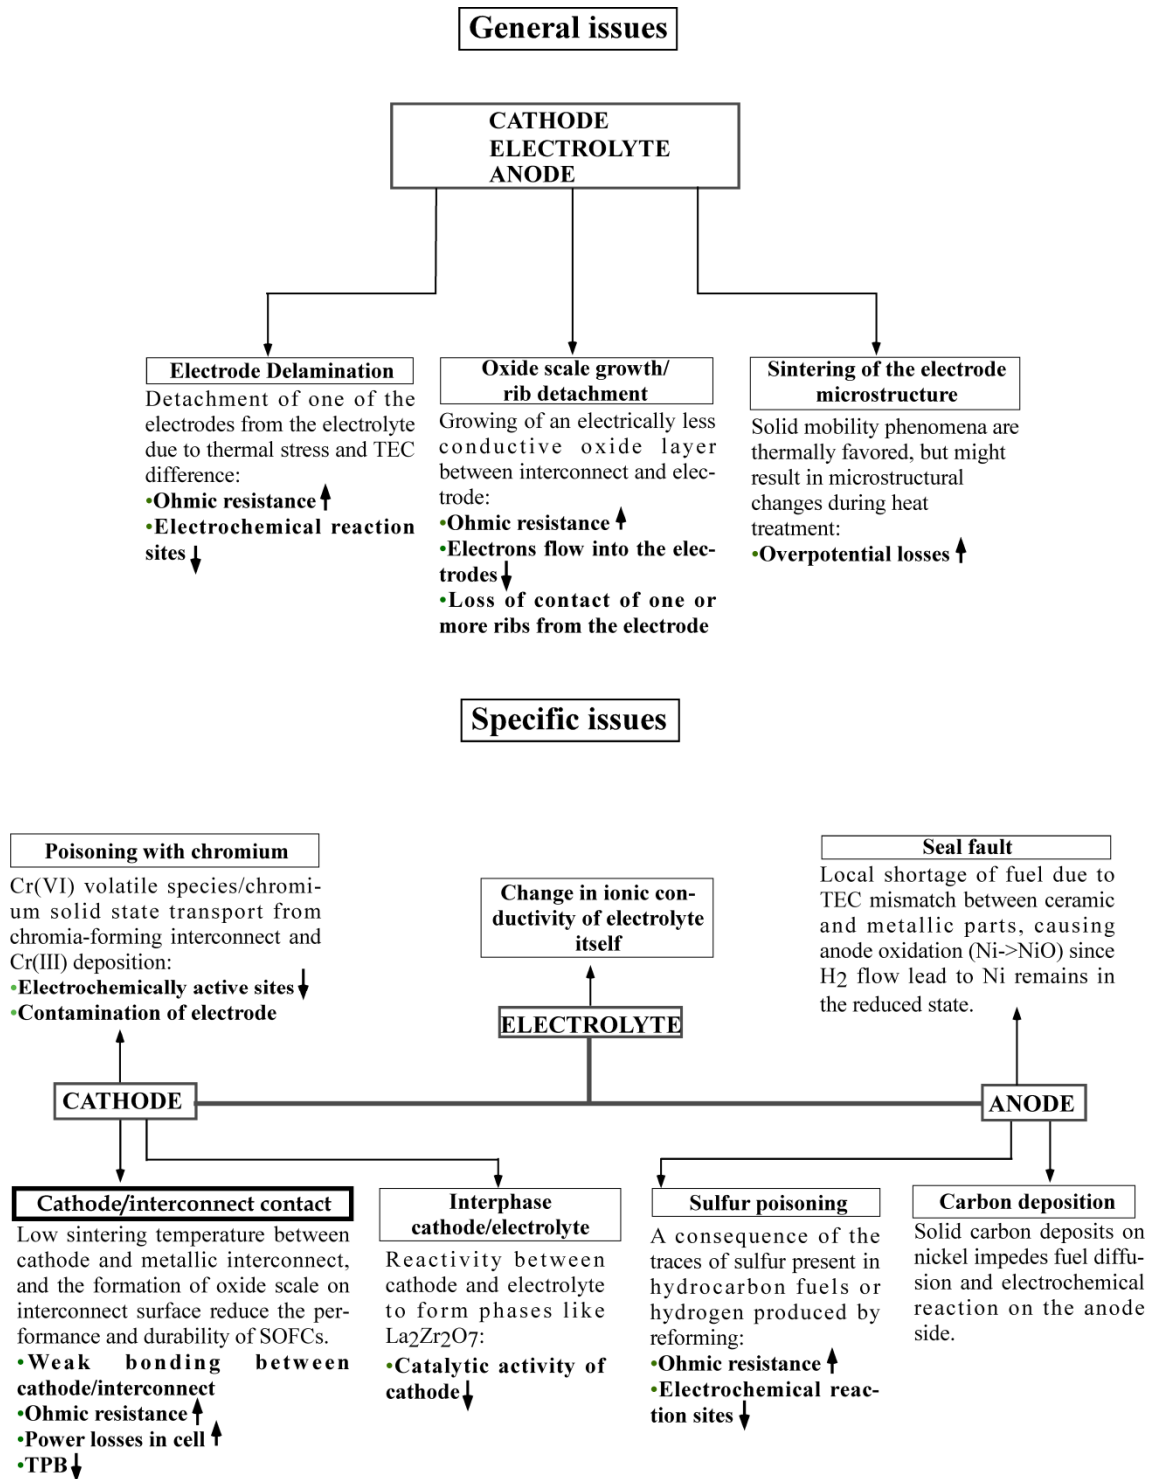 General issues
CATHODE
ELECTROLYTE
ANODE
Electrode Delamination
Detachment of one of the
electrodes from the electrolyte
due to thermal stress and TEC
difference:
•Ohmic resistance ↑
•Electrochemical reaction
sites ↓
Oxide scale growth/
rib detachment
Growing of an electrically less
conductive oxide layer
between interconnect and elec-
trode:
•Ohmic resistance ↑
•Electrons flow into the elec-
trodes ↓
•Loss of contact of one or
more ribs from the electrode
Sintering of the electrode
microstructure
Solid mobility phenomena are
thermally favored, but might
result in microstructural
changes during heat
treatment:
•Overpotential losses ↑
Specific issues
Poisoning with chromium
Cr(VI) volatile species/chromi-
um solid state transport from
chromia-forming interconnect and
Cr(III) deposition:
•Electrochemically active sites ↓
•Contamination of electrode
Change in ionic con-
ductivity of electrolyte
itself
Seal fault
Local shortage of fuel due to
TEC mismatch between ceramic
and metallic parts, causing
anode oxidation (Ni->NiO) since
H2 flow lead to Ni remains in
the reduced state.
ELECTROLYTE
CATHODE
ANODE
Cathode/interconnect contact
Low sintering temperature between
cathode and metallic interconnect,
and the formation of oxide scale on
interconnect surface reduce the per-
formance and durability of SOFCs.
•Weak bonding between
cathode/interconnect
•Ohmic resistance ↑
•Power losses in cell ↑
•TPB ↓
Interphase
cathode/electrolyte
Reactivity between
cathode and electrolyte
to form phases like
La2Zr2O7:
•Catalytic activity of
cathode ↓
Sulfur poisoning
A consequence of the
traces of sulfur present in
hydrocarbon fuels or
hydrogen produced by
reforming:
•Ohmic resistance ↑
•Electrochemical reac-
tion sites ↓
Carbon deposition
Solid carbon deposits on
nickel impedes fuel diffu-
sion and electrochemical
reaction on the anode
side.